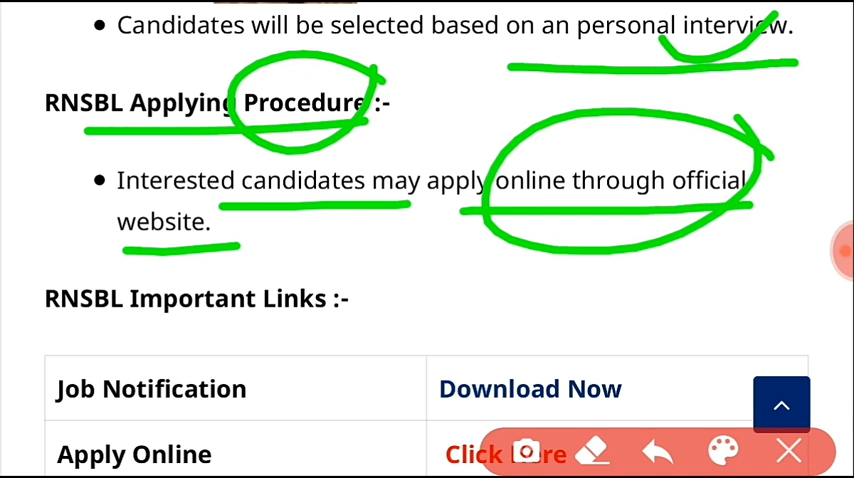 Candidates will be selected based on an personal interview.
RNSBL Applying Procedure :-
Interested candidates may apply online through official
website.
RNSBL Important Links :-
Job Notification
Download Now
Apply Online
Click Here